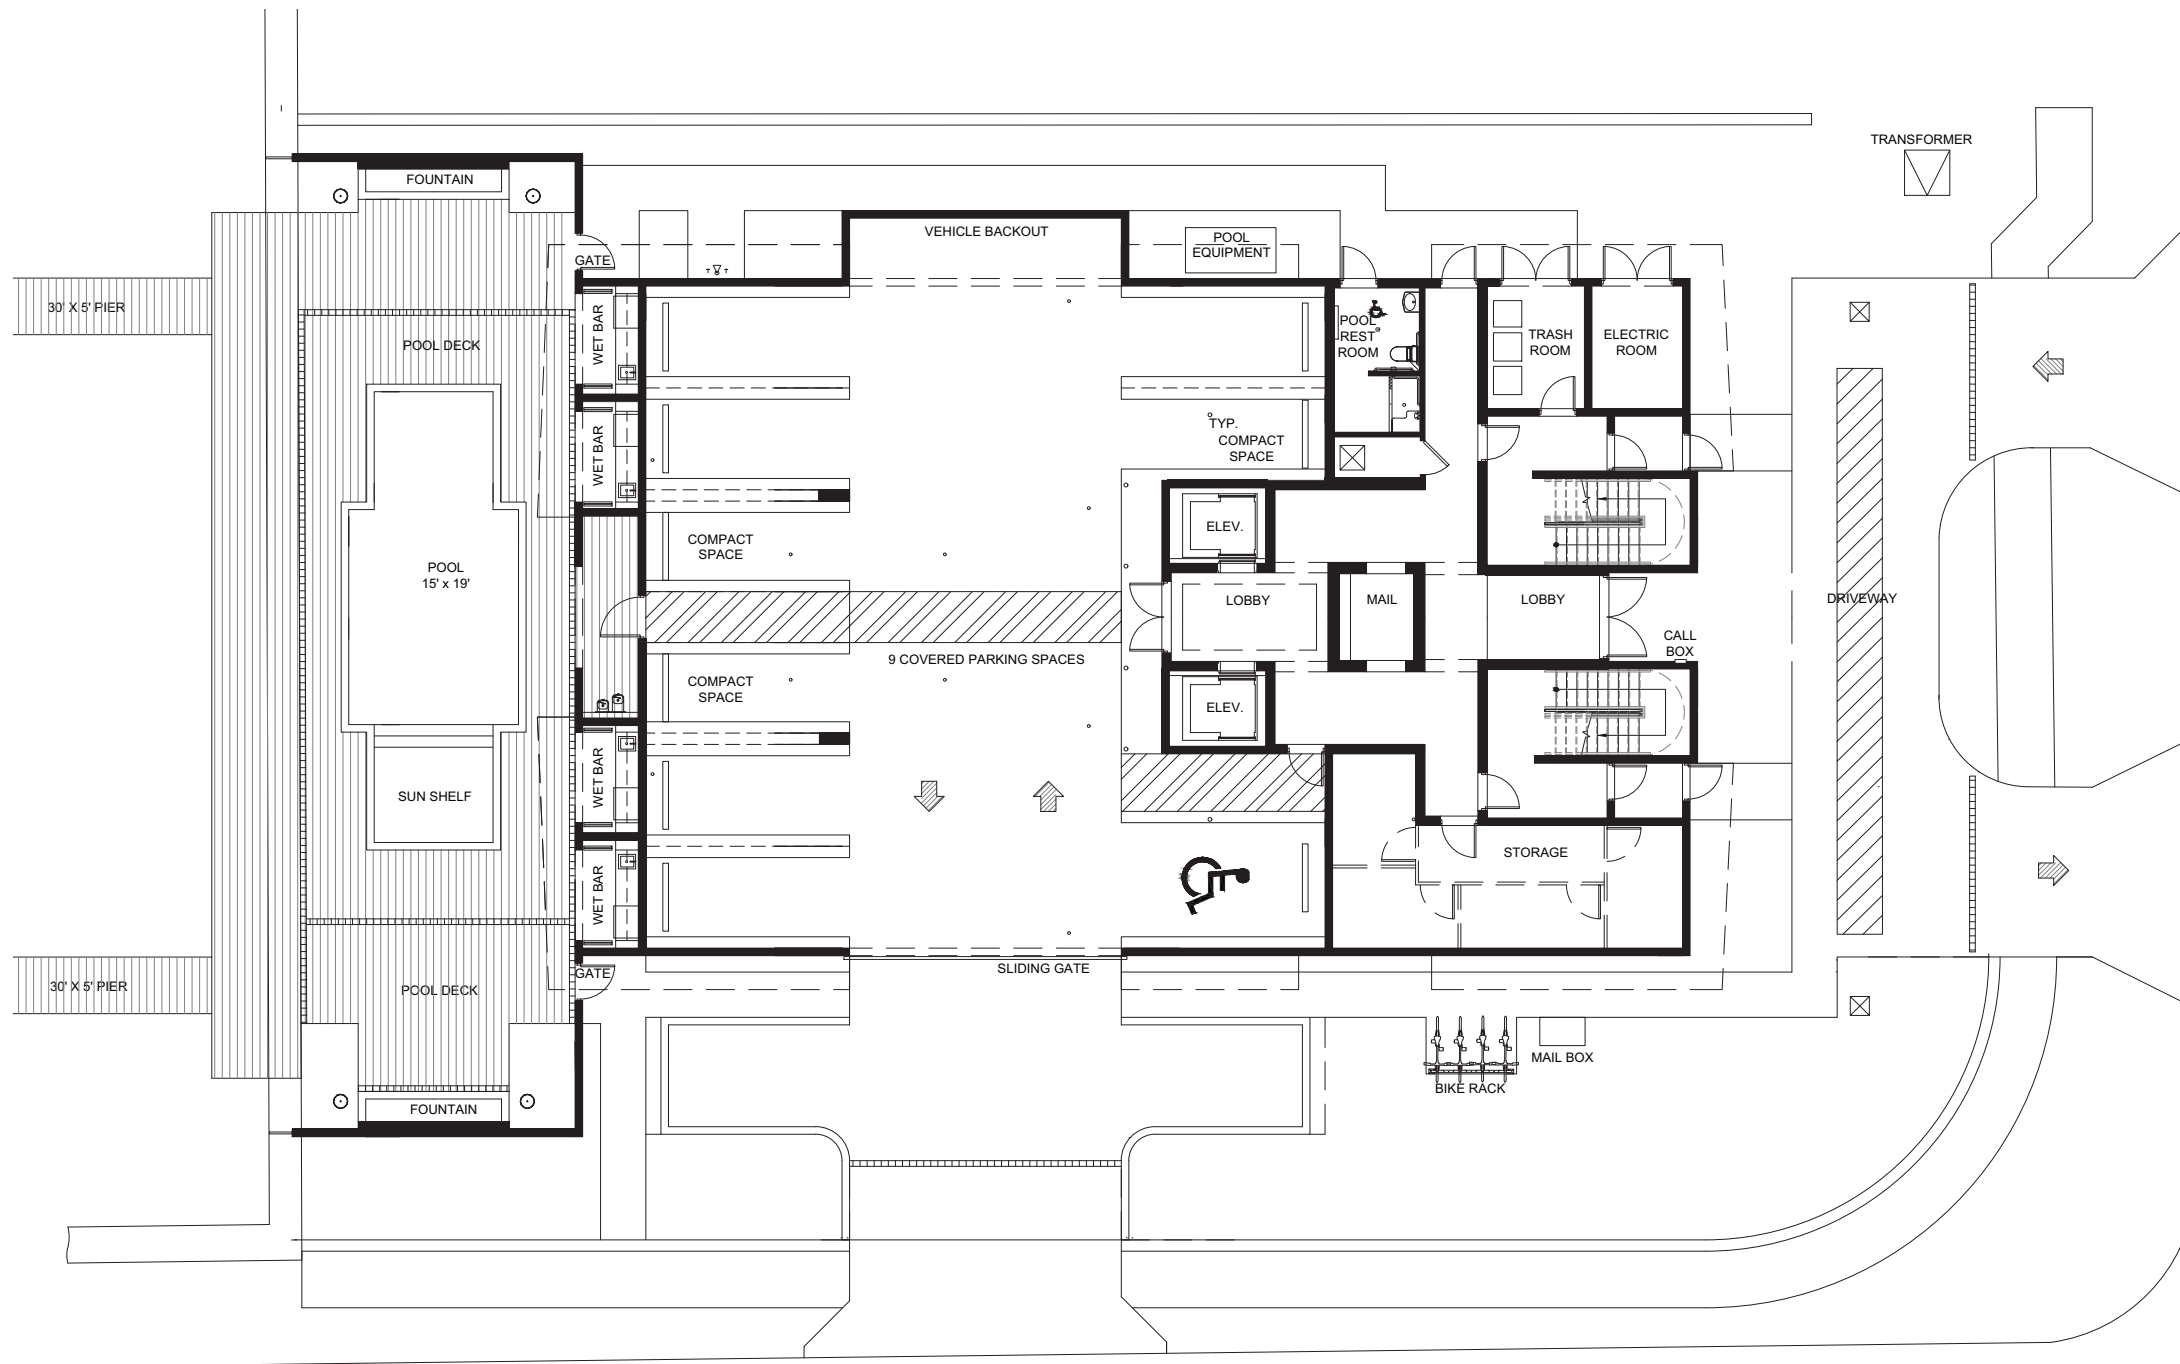 TRANSFORMER
FOUNTAIN
VEHICLE BACKOUT
POOL
EQUIPMENT
GATE
30' X 5' PIER
POOL DECK
WET BAR
POOL
REST
ROOM
TRASH
ROOM
ELECTRIC
ROOM
WET BAR
TYP.
COMPACT
SPACE
ELEV.
COMPACT
SPACE
POOL
15' x 19'
LOBBY
MAIL
LOBBY
DRIVEWAY
CALL
BOX
9 COVERED PARKING SPACES
COMPACT
SPACE
ELEV.
WET BAR
SUN SHELF
STORAGE
WET BAR
SLIDING GATE
GATE
30' X 5' PIER
POOL DECK
MAIL BOX
BIKE RACK
FOUNTAIN